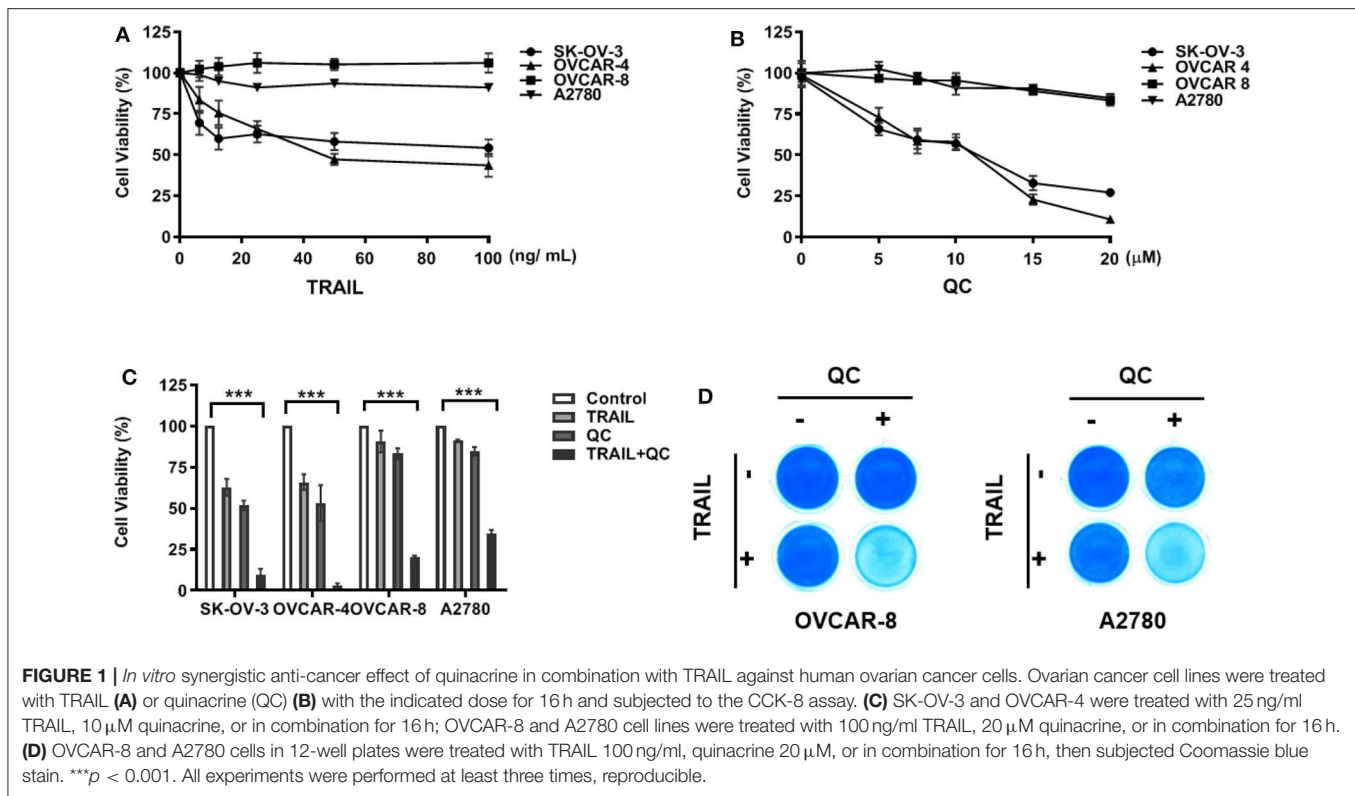 A
125
100
75
50
25
0
Cell Viability (%)
0 20 40 60 80 100 (ng/ mL)
TRAIL
SK-OV-3
OVCAR 4
OVCAR-8
A2780
B
125
100
75
50
25
0
Cell Viability (%)
0 5 10 15 20 (μM)
QC
SK-OV-3
OVCAR 4
OVCAR 8
A2780
C
125
100
75
50
25
0
Cell Viability (%)
*** *** *** ***
SK-OV-3 OVCAR-4 OVCAR-8 A2780
Control
TRAIL
QC
TRAIL+QC
D
QC
- +
TRAIL
-
+
OVCAR-8
QC
- +
TRAIL
-
+
A2780
FIGURE 1 | In vitro synergistic anti-cancer effect of quinacrine in combination with TRAIL against human ovarian cancer cells. Ovarian cancer cell lines were treated
with TRAIL (A) or quinacrine (QC) (B) with the indicated dose for 16 h and subjected to the CCK-8 assay. (C) SK-OV-3 and OVCAR-4 were treated with 25 ng/ml
TRAIL, 10 μM quinacrine, or in combination for 16 h; OVCAR-8 and A2780 cell lines were treated with 100 ng/ml TRAIL, 20 μM quinacrine, or in combination for 16 h.
(D) OVCAR-8 and A2780 cells in 12-well plates were treated with TRAIL 100 ng/ml, quinacrine 20 μM, or in combination for 16 h, then subjected Coomassie blue
stain. ***p < 0.001. All experiments were performed at least three times, reproducible.